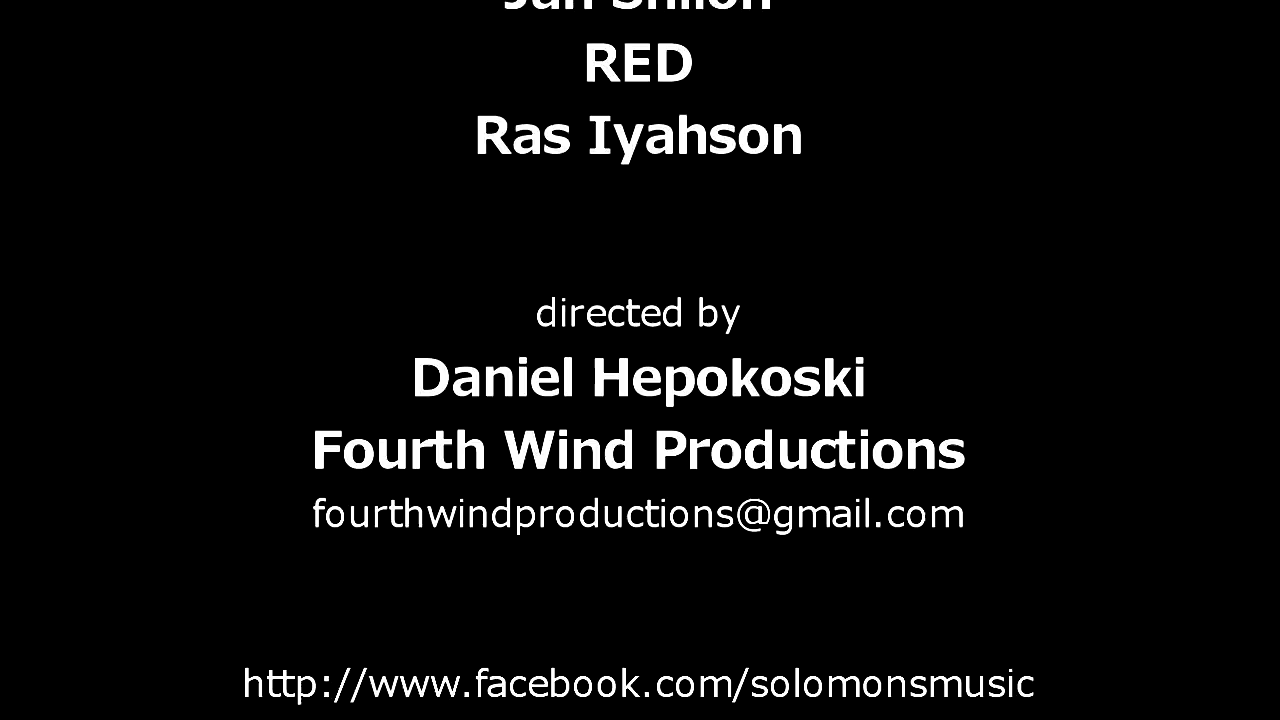 RED
Ras Iyahson
directed by
Daniel Hepokoski
Fourth Wind Productions
fourthwindproductions@gmail.com
http://www.facebook.com/solomonsmusic